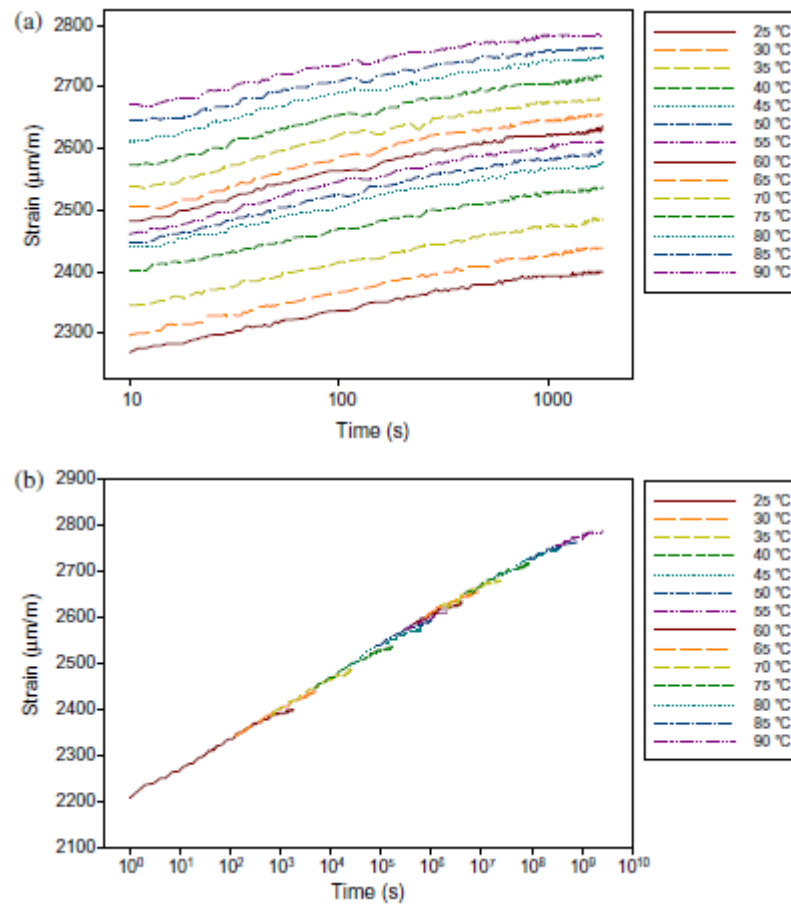 (a)
2800
2700
2600
2500
2400
2300
Strain (μm/m)
10 100 1000
Time (s)
25 °C
30 °C
35 °C
40 °C
45 °C
50 °C
55 °C
60 °C
65 °C
70 °C
75 °C
80 °C
85 °C
90 °C
(b)
2900
2800
2700
2600
2500
2400
2300
2200
2100
Strain (μm/m)
10⁰ 10¹ 10² 10³ 10⁴ 10⁵ 10⁶ 10⁷ 10⁸ 10⁹ 10¹⁰
Time (s)
25 °C
30 °C
35 °C
40 °C
45 °C
50 °C
55 °C
60 °C
65 °C
70 °C
75 °C
80 °C
85 °C
90 °C